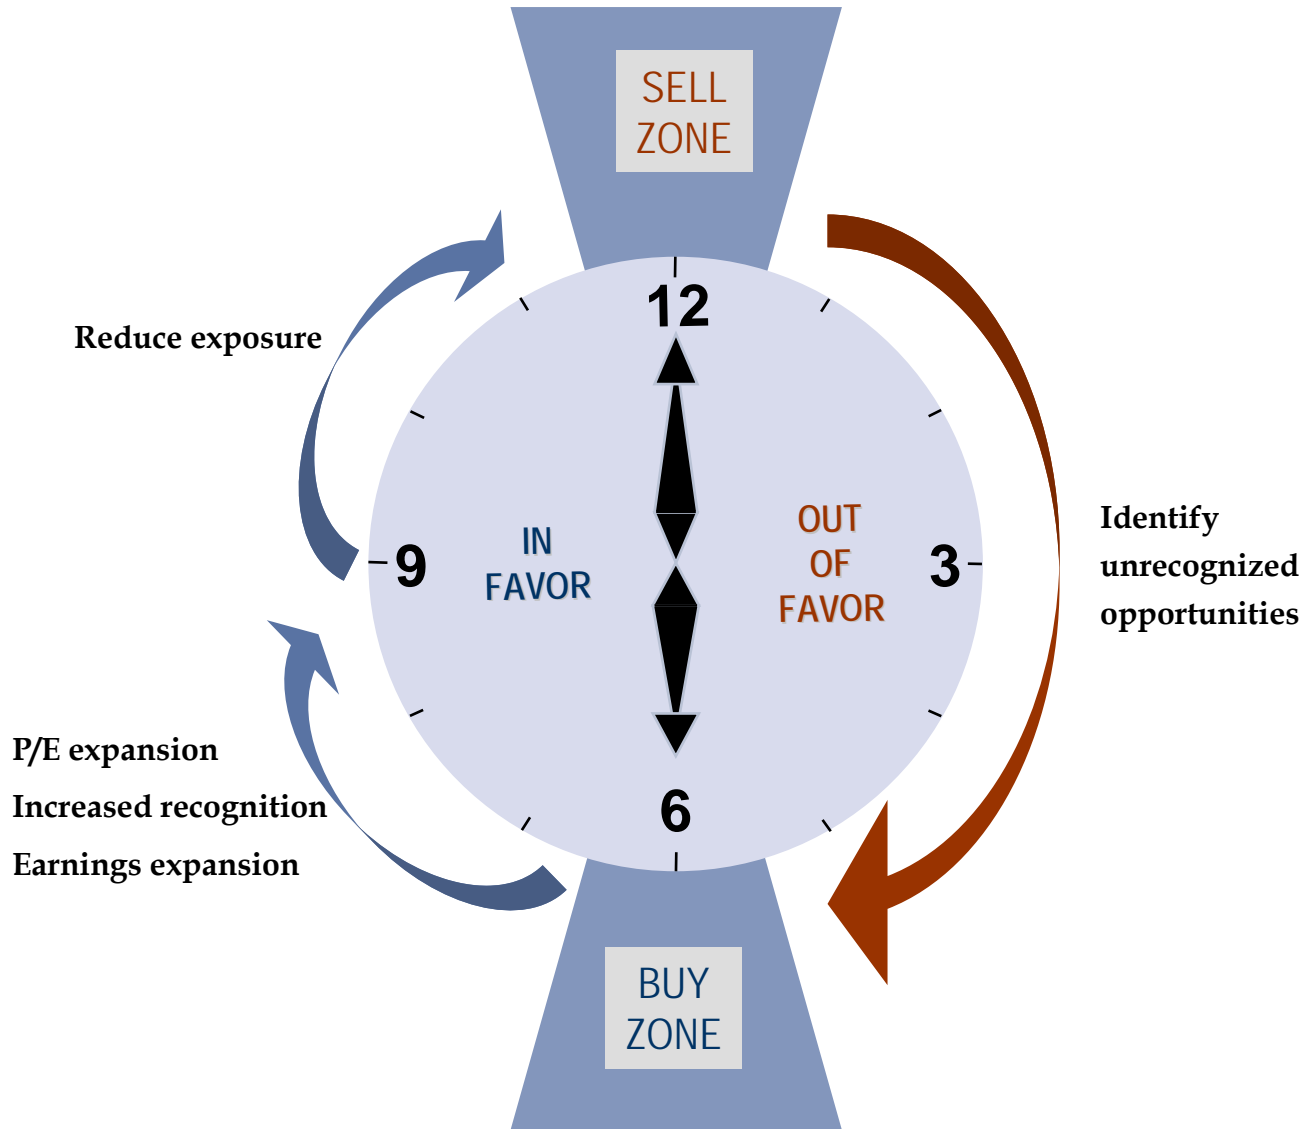 SELL
ZONE
12
Reduce exposure
IN
FAVOR
OUT
OF
FAVOR
9
3
Identify
unrecognized
opportunities
P/E expansion
Increased recognition
Earnings expansion
6
BUY
ZONE